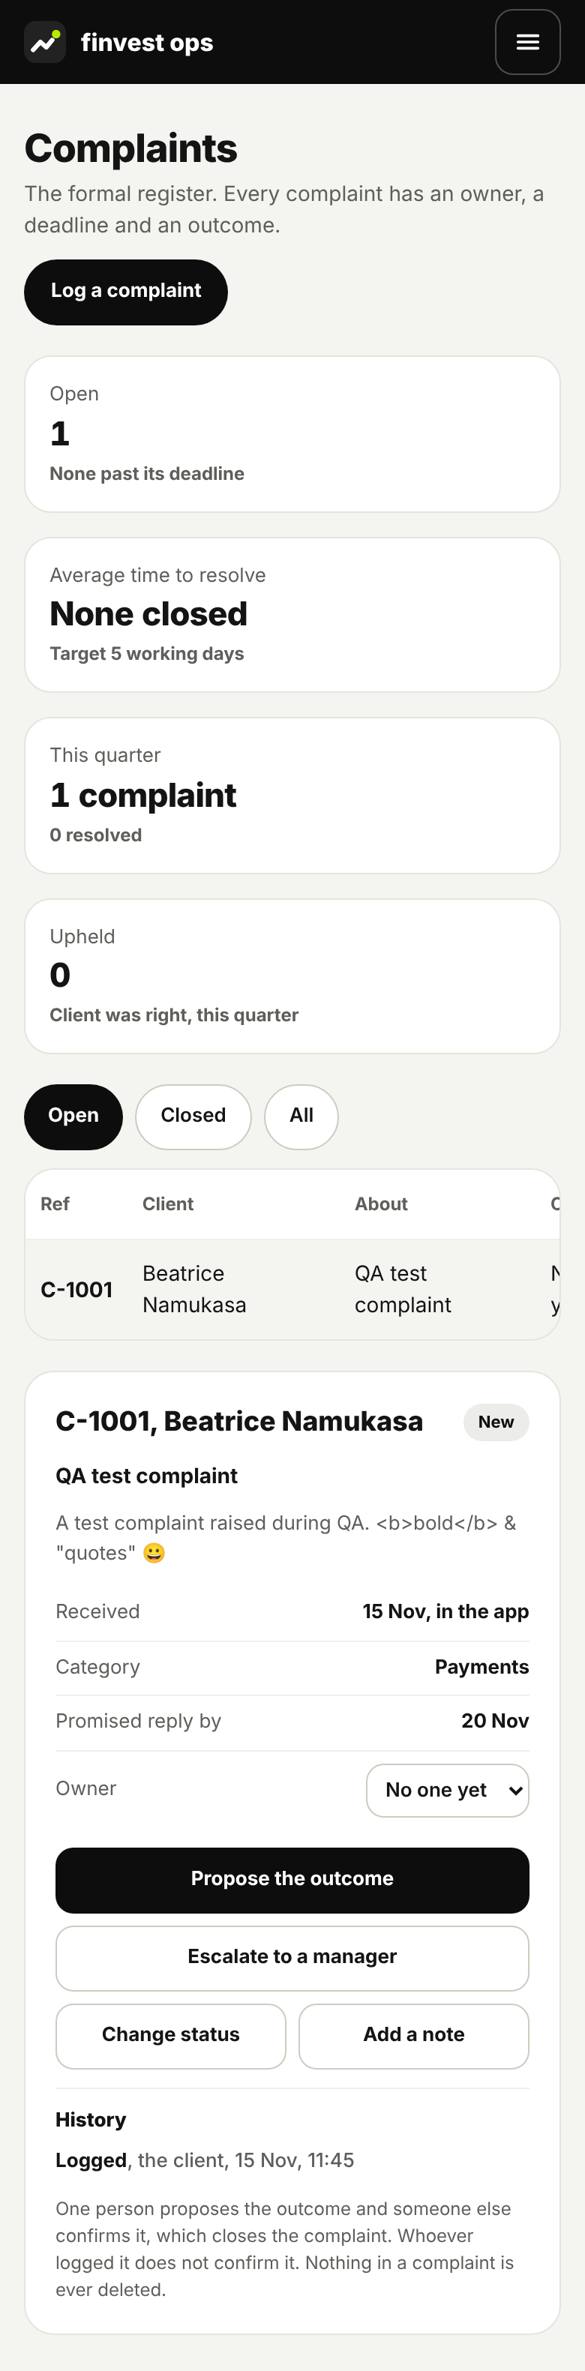 finvest ops
Complaints
The formal register. Every complaint has an owner, a
deadline and an outcome.
Log a complaint
Open
1
None past its deadline
Average time to resolve
None closed
Target 5 working days
This quarter
1 complaint
0 resolved
Upheld
0
Client was right, this quarter
Open Closed All
Ref Client About
C-1001 Beatrice Namukasa QA test complaint
C-1001, Beatrice Namukasa New
QA test complaint
A test complaint raised during QA. <b>bold</b> &
"quotes" 😀
Received 15 Nov, in the app
Category Payments
Promised reply by 20 Nov
Owner No one yet
Propose the outcome
Escalate to a manager
Change status Add a note
History
Logged, the client, 15 Nov, 11:45
One person proposes the outcome and someone else
confirms it, which closes the complaint. Whoever
logged it does not confirm it. Nothing in a complaint is
ever deleted.